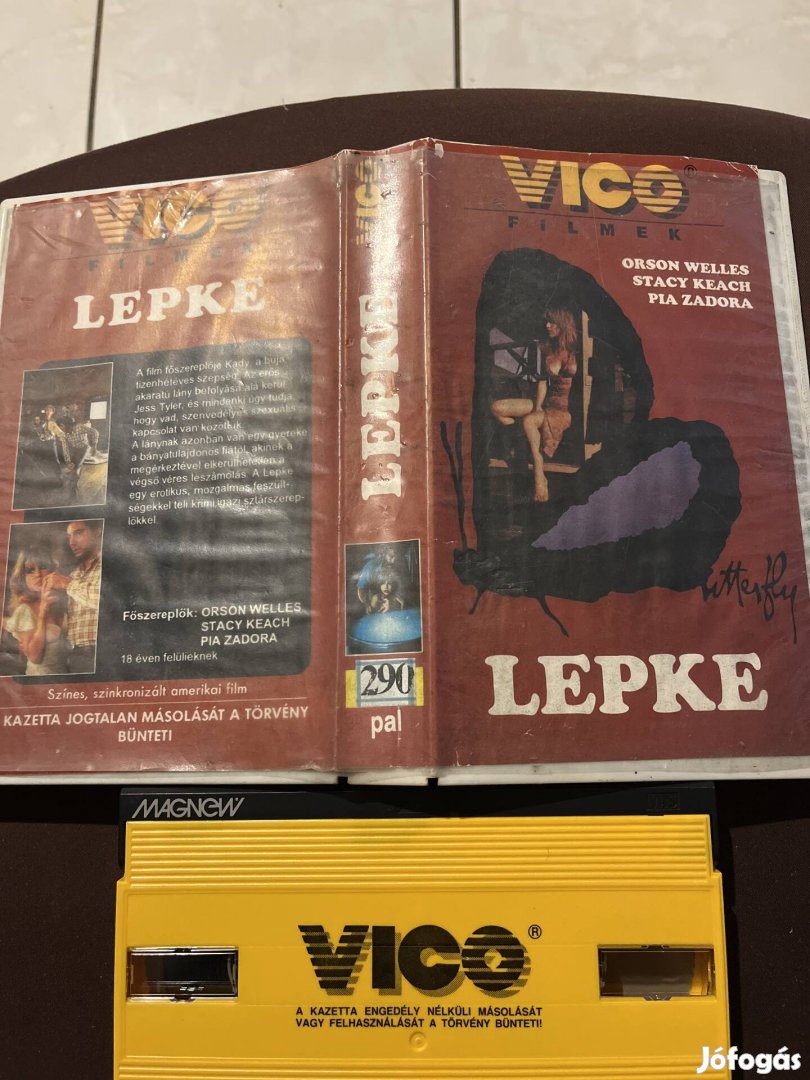 VICO
FILMEK
LEPKE
A film főszereplője Kady, a buja,
tizenhétéves szépség. Az erős
akaratú lány befolyása alá kerül
Jess Tyler, és mindenki úgy tudja,
hogy vad, szenvedélyes szexuális
kapcsolat van közöttük.
A lánynak azonban van egy gyereke
a bányatulajdonos fiától, akinek a
megérkeztével elkerülhetetlen a
végső véres leszámolás. A Lepke
egy erotikus, mozgalmas feszült-
ségekkel teli krimi igazi sztárszerep-
lőkkel.
Főszereplők: ORSON WELLES
STACY KEACH
PIA ZADORA
18 éven felülieknek
Színes, szinkronizált amerikai film
KAZETTA JOGTALAN MÁSOLÁSÁT A TÖRVÉNY
BÜNTETI
VICO
LEPKE
290
pal
VICO®
FILMEK
ORSON WELLES
STACY KEACH
PIA ZADORA
utterfly
LEPKE
MAGNEW
VHS
VICO®
A KAZETTA ENGEDÉLY NÉLKÜLI MÁSOLÁSÁT
VAGY FELHASZNÁLÁSÁT A TÖRVÉNY BÜNTETI!
Jófogás